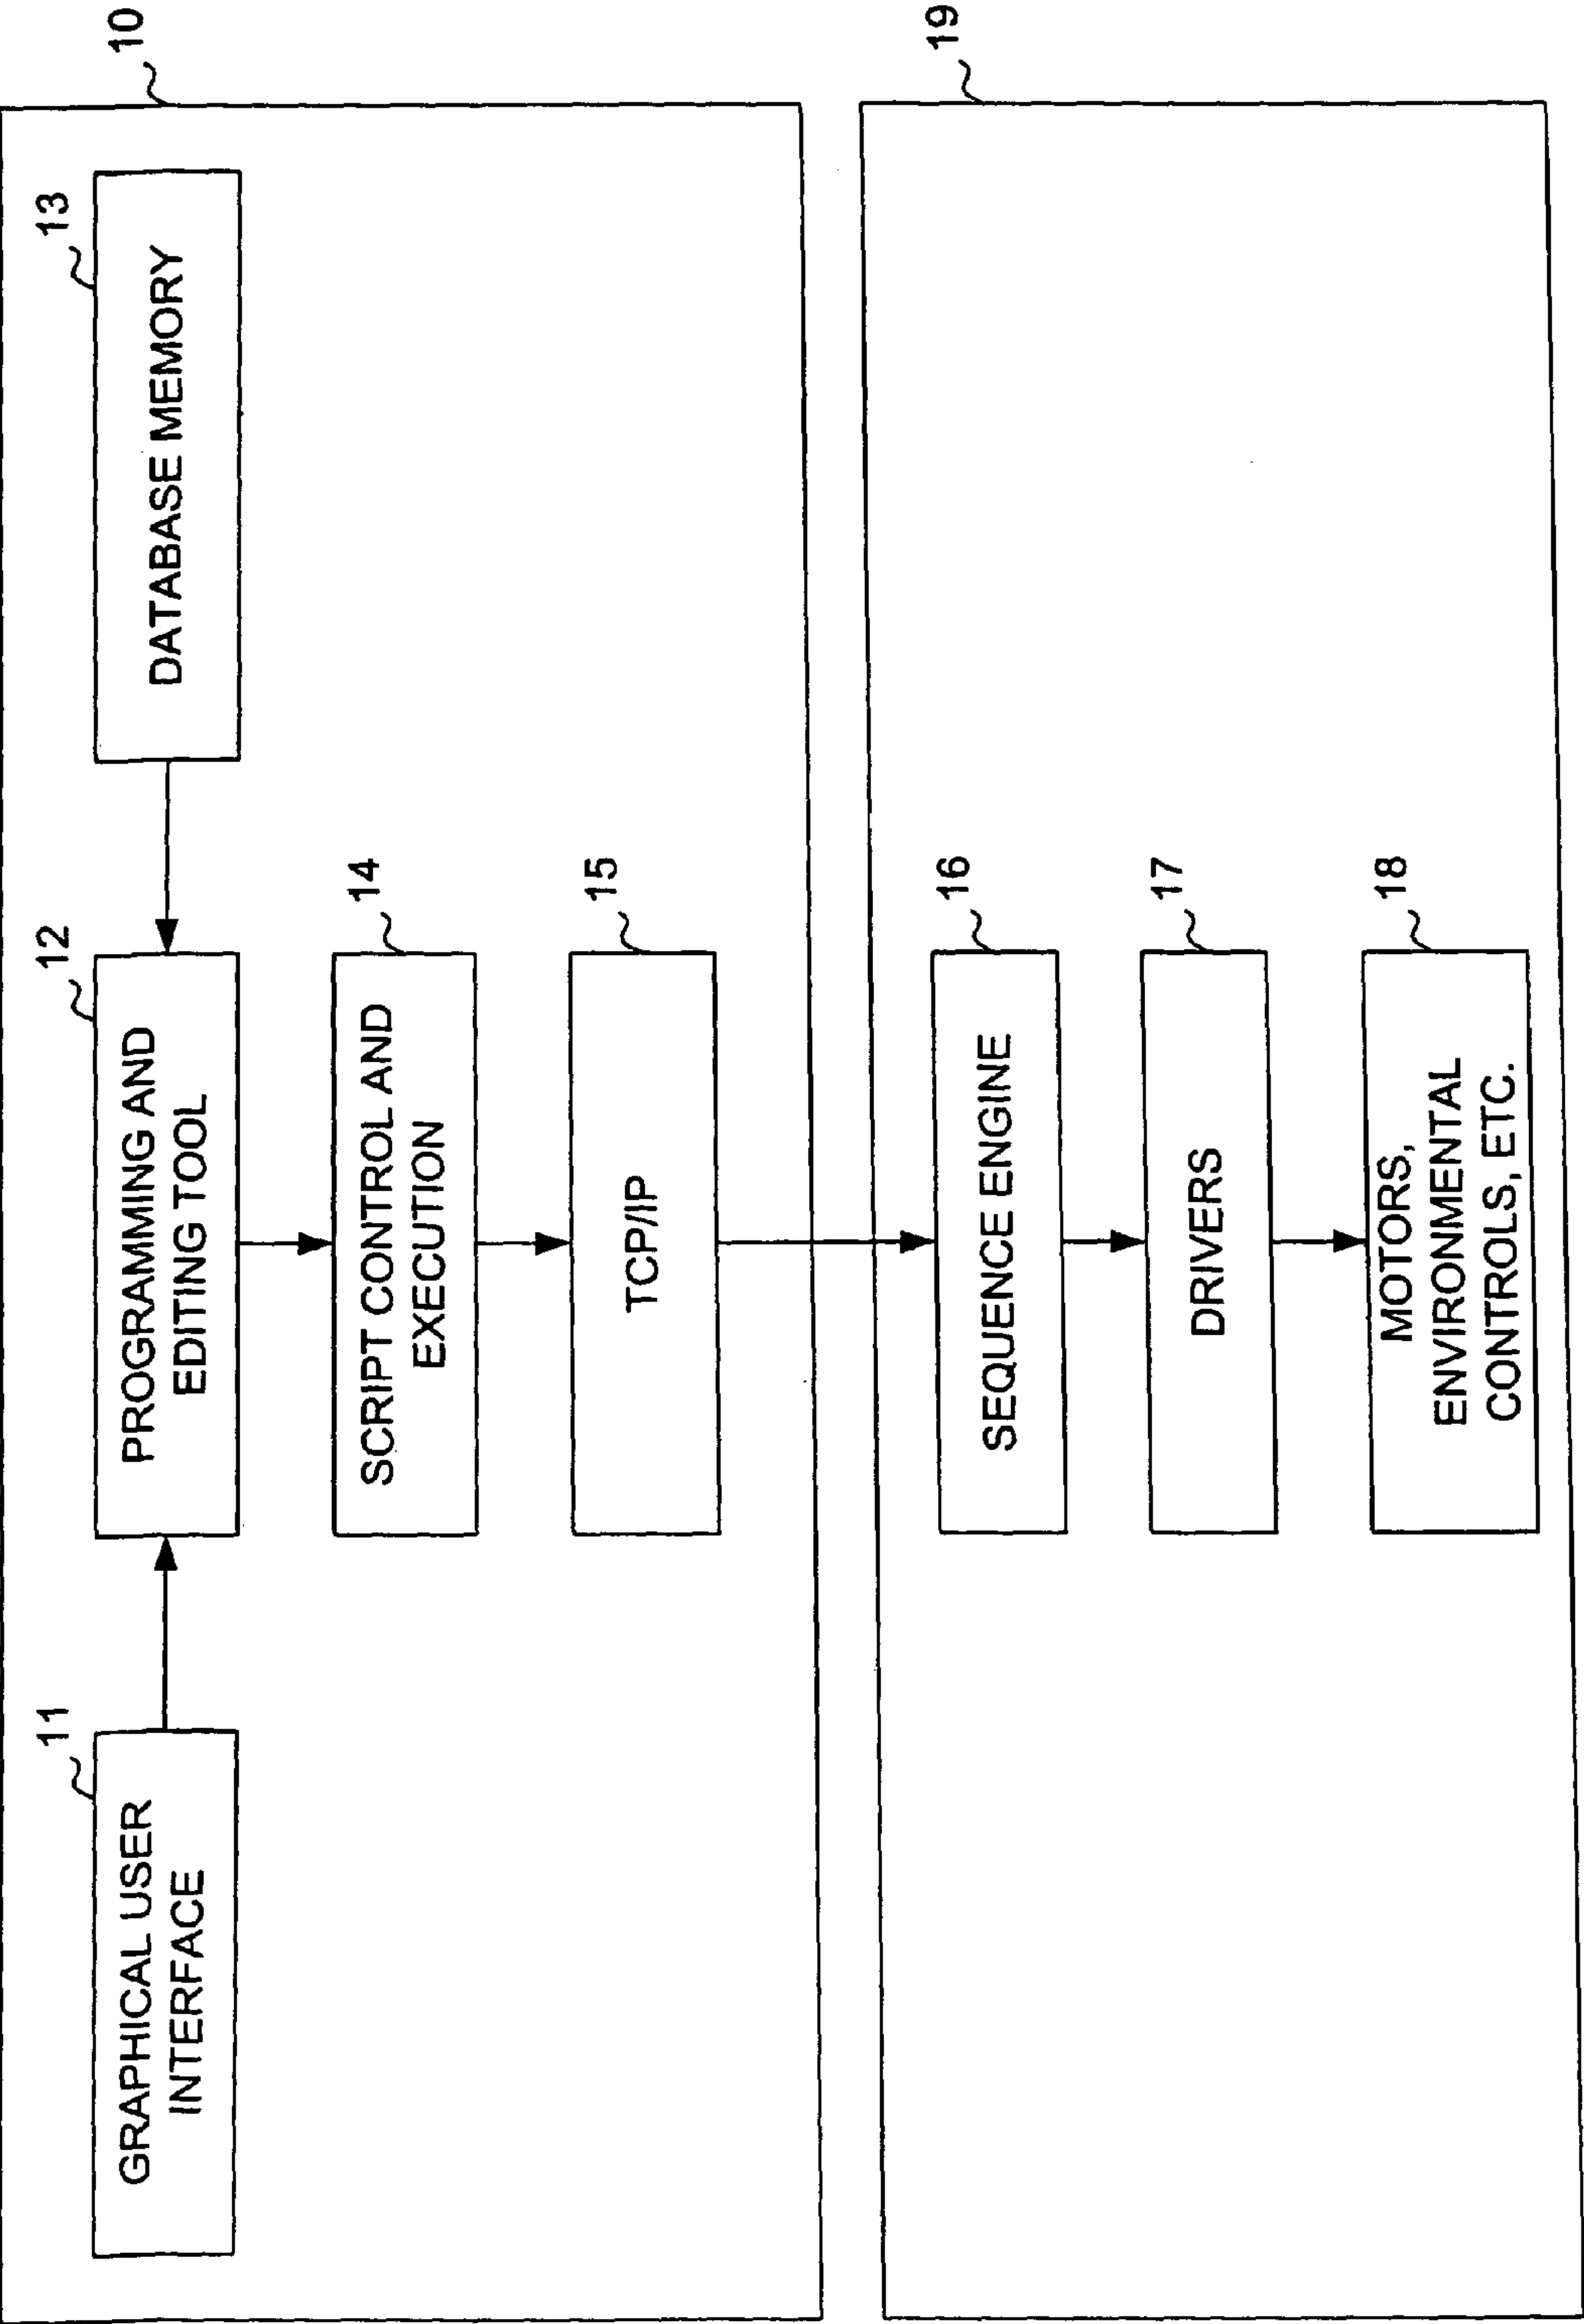 10
11
GRAPHICAL USER
INTERFACE
12
PROGRAMMING AND
EDITING TOOL
13
DATABASE MEMORY
14
SCRIPT CONTROL AND
EXECUTION
15
TCP/IP
19
16
SEQUENCE ENGINE
17
DRIVERS
18
MOTORS,
ENVIRONMENTAL
CONTROLS, ETC.